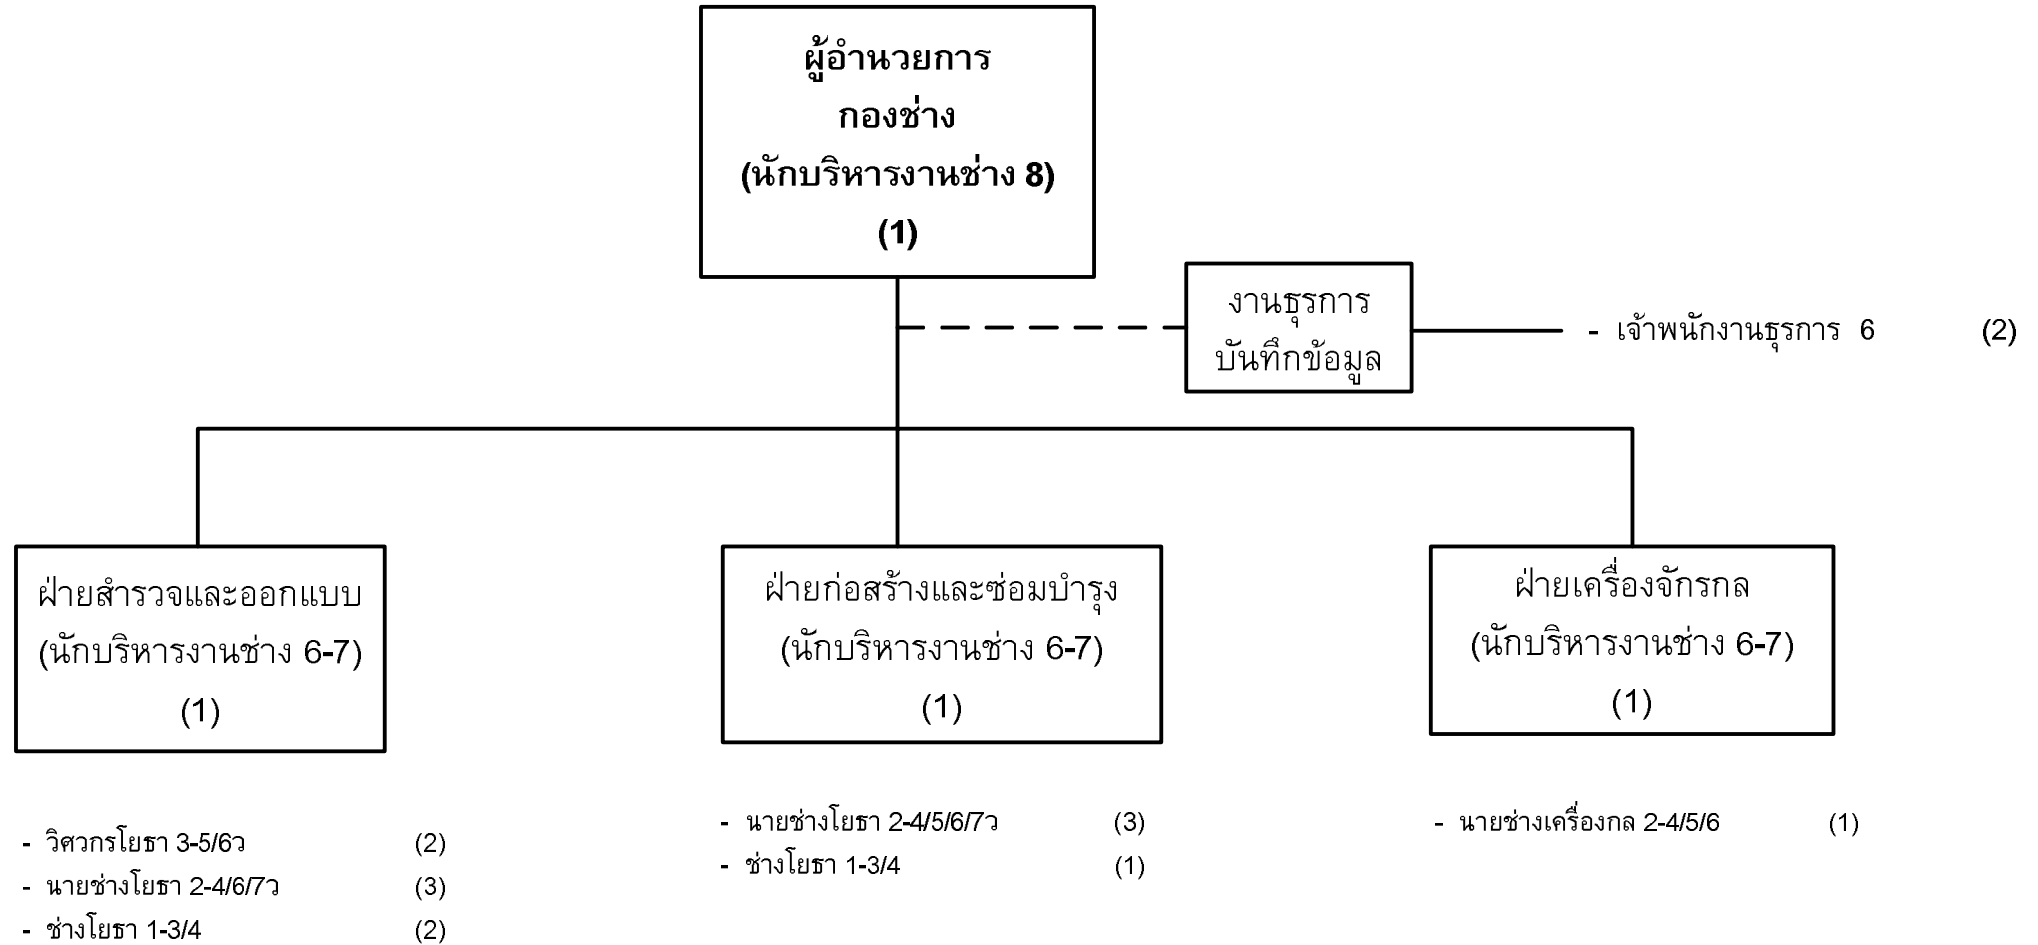 ผู้อำนวยการ
กองช่าง
(นักบริหารงานช่าง 8)
(1)
งานธุรการ
บันทึกข้อมูล
- เจ้าพนักงานธุรการ 6 (2)
ฝ่ายสำรวจและออกแบบ
(นักบริหารงานช่าง 6-7)
(1)
- วิศวกรโยธา 3-5/6ว (2)
- นายช่างโยธา 2-4/6/7ว (3)
- ช่างโยธา 1-3/4 (2)
ฝ่ายก่อสร้างและซ่อมบำรุง
(นักบริหารงานช่าง 6-7)
(1)
- นายช่างโยธา 2-4/5/6/7ว (3)
- ช่างโยธา 1-3/4 (1)
ฝ่ายเครื่องจักรกล
(นักบริหารงานช่าง 6-7)
(1)
- นายช่างเครื่องกล 2-4/5/6 (1)